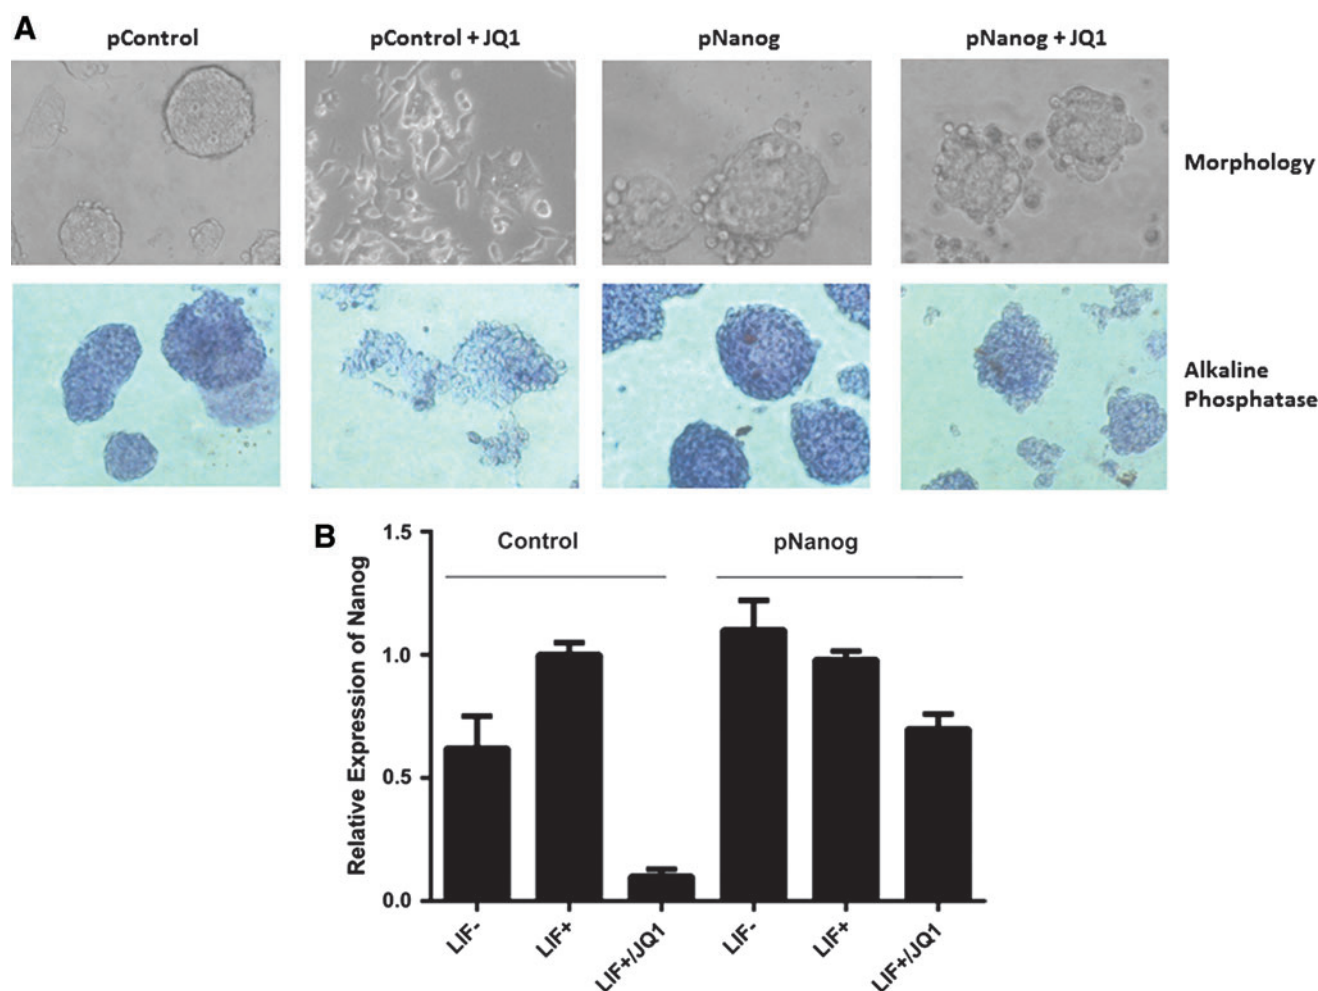 A
pControl
pControl + JQ1
pNanog
pNanog + JQ1
Morphology
Alkaline
Phosphatase
B
Control
pNanog
Relative Expression of Nanog
1.5
1.0
0.5
0.0
LIF-
LIF+
LIF+/JQ1
LIF-
LIF+
LIF+/JQ1